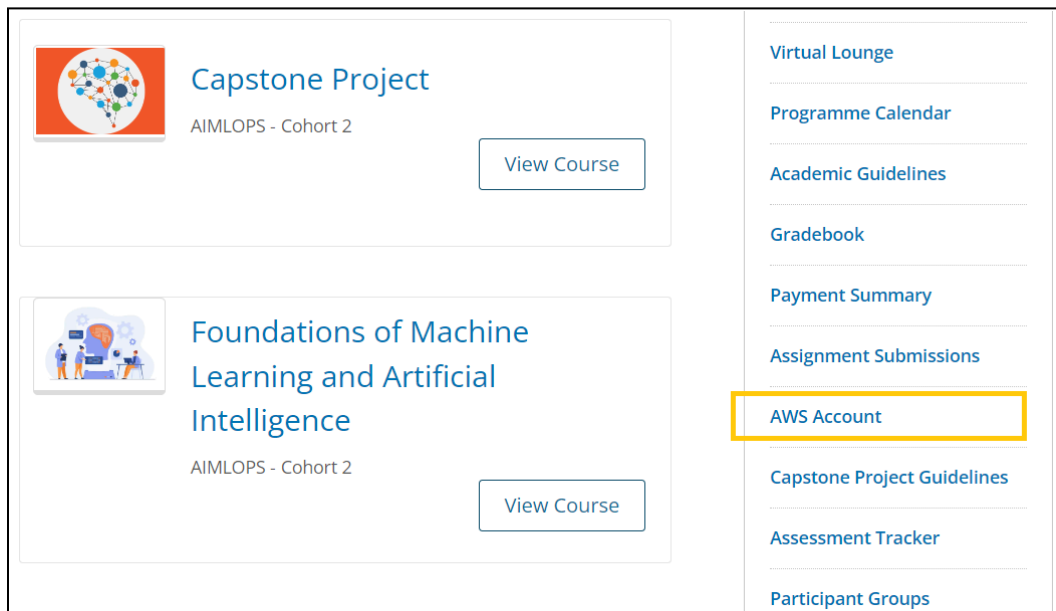 Capstone Project
AIMLOPS - Cohort 2
View Course
Foundations of Machine
Learning and Artificial
Intelligence
AIMLOPS - Cohort 2
View Course
Virtual Lounge
Programme Calendar
Academic Guidelines
Gradebook
Payment Summary
Assignment Submissions
AWS Account
Capstone Project Guidelines
Assessment Tracker
Participant Groups